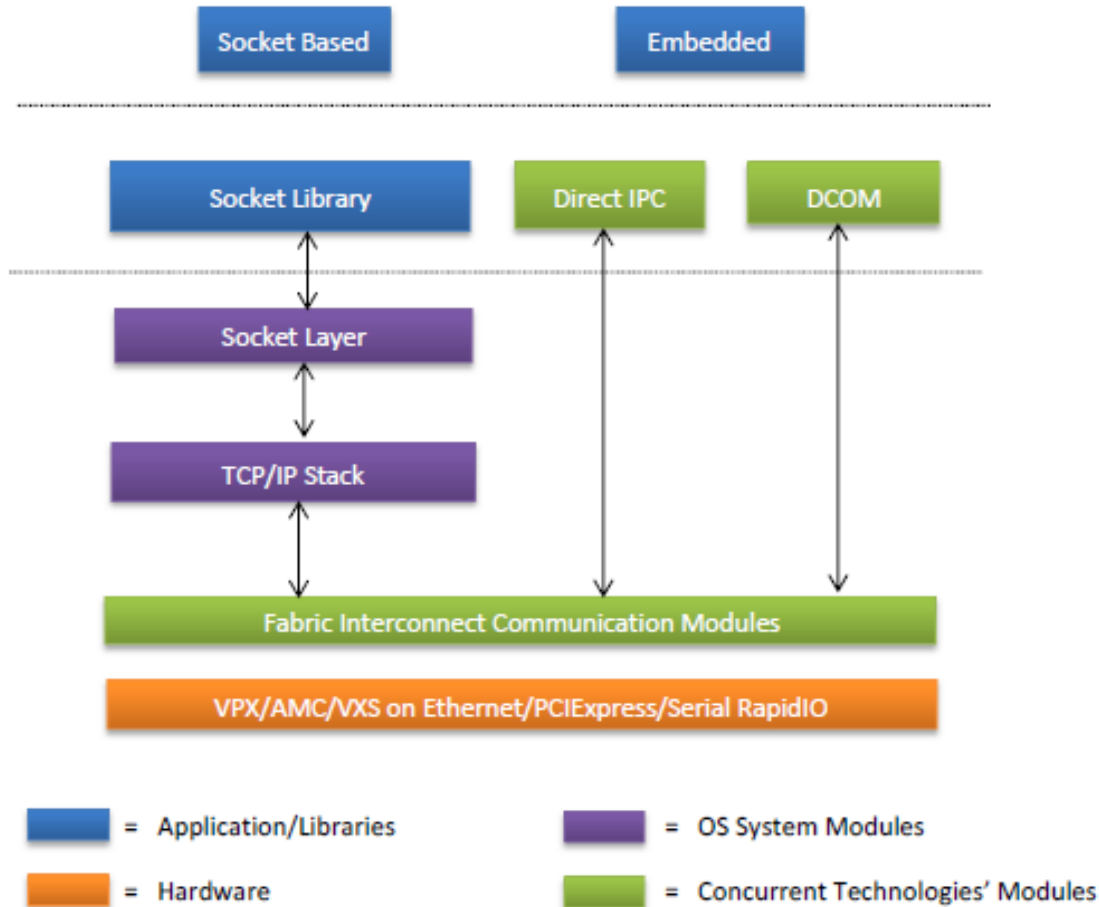 Socket Based
Embedded
Socket Library
Direct IPC
DCOM
Socket Layer
TCP/IP Stack
Fabric Interconnect Communication Modules
VPX/AMC/VXS on Ethernet/PCIExpress/Serial RapidIO
= Application/Libraries
= OS System Modules
= Hardware
= Concurrent Technologies’ Modules